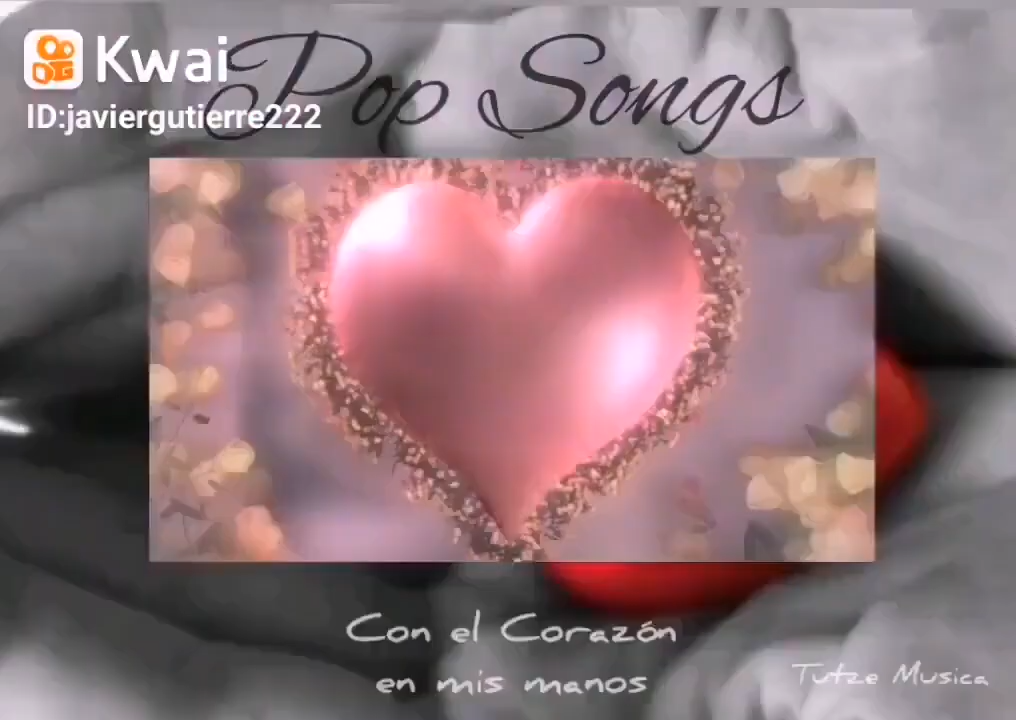 Kwai
ID:javiergutierre222
Pop Songs
Con el Corazón
en mis manos
Tutze Musica